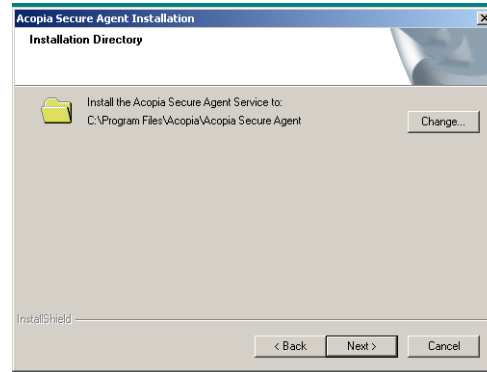 Acopia Secure Agent Installation
Installation Directory
Install the Acopia Secure Agent Service to:
C:\Program Files\Acopia\Acopia Secure Agent
Change...
InstallShield
< Back
Next >
Cancel